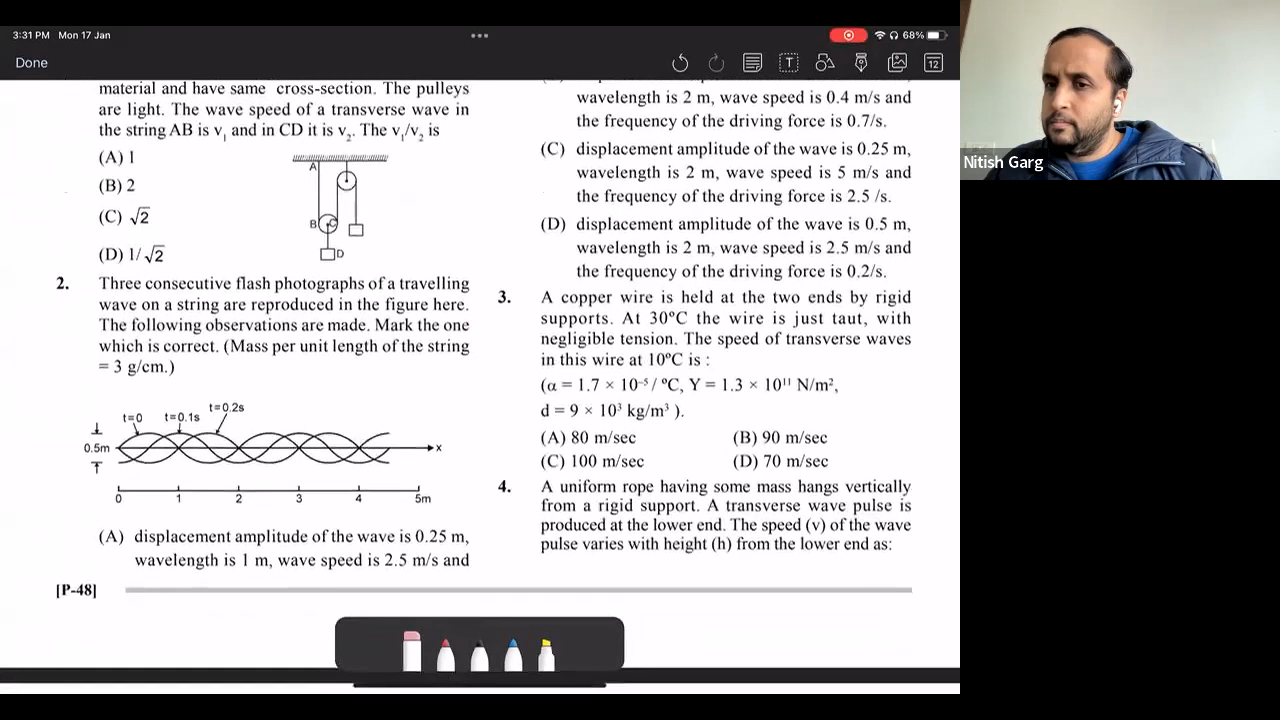 3:31 PM Mon 17 Jan
68%
Done
12
material and have same cross-section. The pulleys
are light. The wave speed of a transverse wave in
the string AB is v₁ and in CD it is v₂. The v₁/v₂ is
(A) 1
(B) 2
(C) √2
(D) 1/√2
A
B
C
D
2. Three consecutive flash photographs of a travelling
wave on a string are reproduced in the figure here.
The following observations are made. Mark the one
which is correct. (Mass per unit length of the string
= 3 g/cm.)
t=0 t=0.1s t=0.2s
0.5m
x
0 1 2 3 4 5m
(A) displacement amplitude of the wave is 0.25 m,
wavelength is 1 m, wave speed is 2.5 m/s and
[P-48]
wavelength is 2 m, wave speed is 0.4 m/s and
the frequency of the driving force is 0.7/s.
(C) displacement amplitude of the wave is 0.25 m,
wavelength is 2 m, wave speed is 5 m/s and
the frequency of the driving force is 2.5 /s.
(D) displacement amplitude of the wave is 0.5 m,
wavelength is 2 m, wave speed is 2.5 m/s and
the frequency of the driving force is 0.2/s.
3. A copper wire is held at the two ends by rigid
supports. At 30ºC the wire is just taut, with
negligible tension. The speed of transverse waves
in this wire at 10ºC is :
(α = 1.7 × 10⁻⁵/ ºC, Y = 1.3 × 10¹¹ N/m²,
d = 9 × 10³ kg/m³ ).
(A) 80 m/sec (B) 90 m/sec
(C) 100 m/sec (D) 70 m/sec
4. A uniform rope having some mass hangs vertically
from a rigid support. A transverse wave pulse is
produced at the lower end. The speed (v) of the wave
pulse varies with height (h) from the lower end as:
Nitish Garg